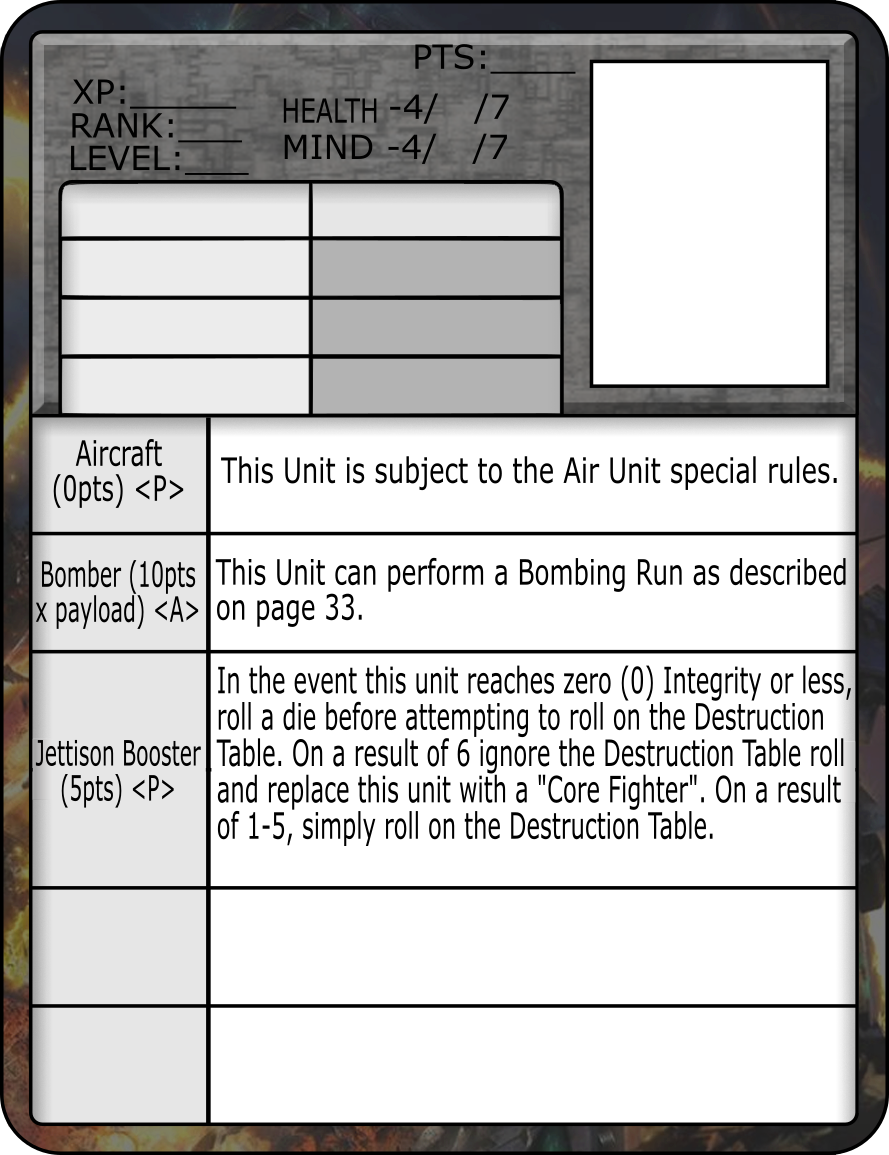 PTS:_____
XP:______
RANK:___
LEVEL:___
HEALTH -4/ /7
MIND -4/ /7
Aircraft
(0pts) <P>
This Unit is subject to the Air Unit special rules.
Bomber (10pts
x payload) <A>
This Unit can perform a Bombing Run as described
on page 33.
Jettison Booster
(5pts) <P>
In the event this unit reaches zero (0) Integrity or less,
roll a die before attempting to roll on the Destruction
Table. On a result of 6 ignore the Destruction Table roll
and replace this unit with a "Core Fighter". On a result
of 1-5, simply roll on the Destruction Table.